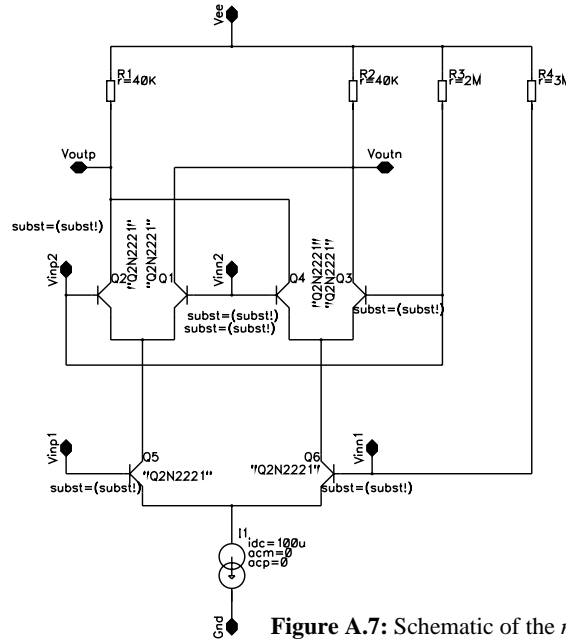 Vee
R1
r=40K
R2
r=40K
R3
r=2M
R4
r=3M
Voutp
Voutn
subst=(subst!)
"Q2N2221"
"Q2N2221"
"Q2N2221"
"Q2N2221"
Vinp2
Q2
Q1
Vinn2
Q4
Q3
subst=(subst!)
subst=(subst!)
subst=(subst!)
Vinp1
Q5
"Q2N2221"
Q6
"Q2N2221"
Vinn1
subst=(subst!)
subst=(subst!)
I1
idc=100u
acm=0
acp=0
Gnd
Figure A.7: Schematic of the